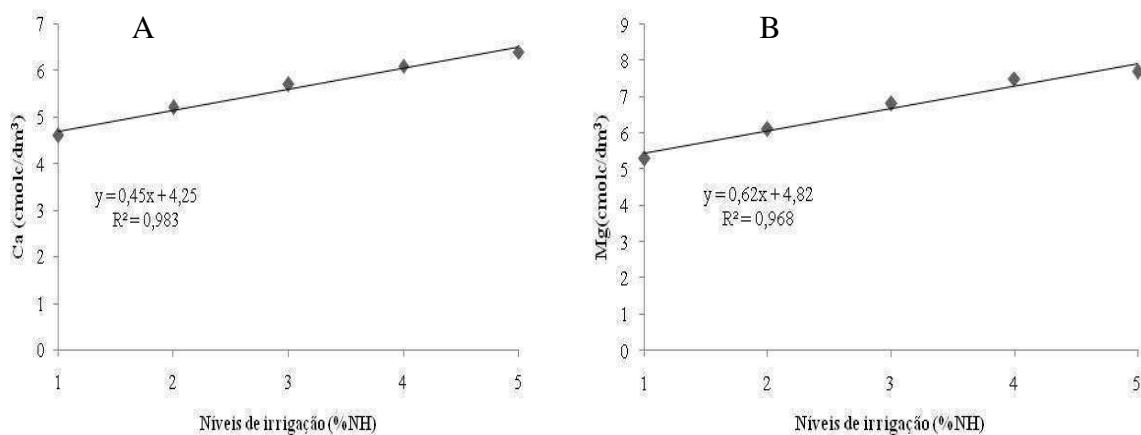 A
7
6
5
4
3
2
1
0
Ca (cmolc/dm³)
y = 0,45x + 4,25
R² = 0,983
1 2 3 4 5
Níveis de irrigação (%NH)
B
9
8
7
6
5
4
3
2
1
0
Mg(cmolc/dm³)
y = 0,62x + 4,82
R² = 0,968
1 2 3 4 5
Níveis de irrigação (%NH)